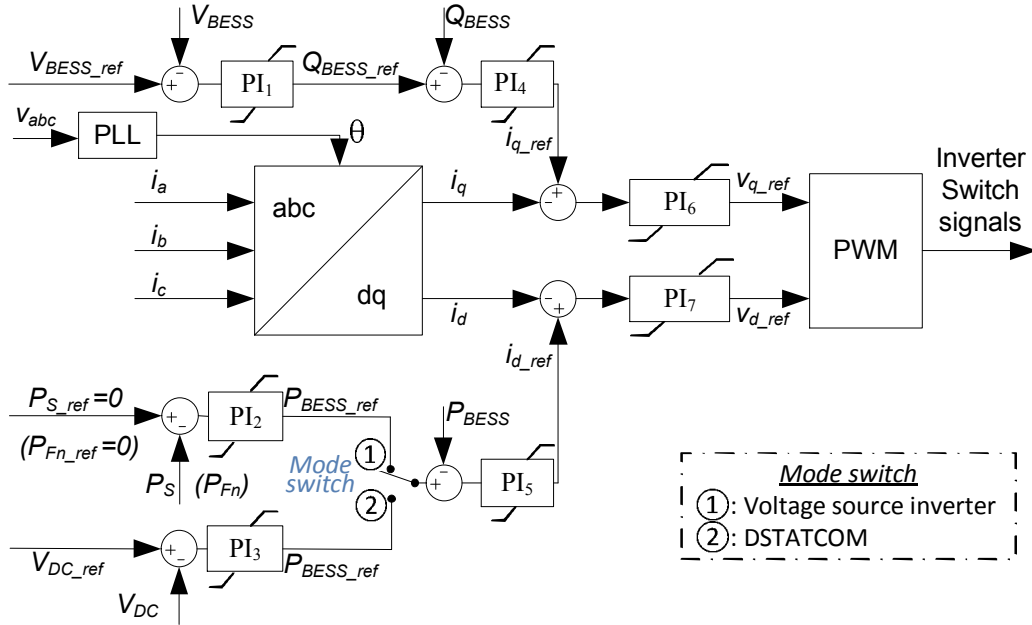 V_BESS
Q_BESS
V_BESS_ref
+
-
PI₁
Q_BESS_ref
+
-
PI₄
v_abc
PLL
θ
i_q_ref
Inverter
Switch
signals
i_a
i_b
i_c
abc
dq
i_q
-
+
PI₆
v_q_ref
PWM
i_d
-
+
PI₇
v_d_ref
i_d_ref
P_S_ref=0
+
-
PI₂
P_BESS_ref
P_BESS
(P_Fn_ref=0)
P_S (P_Fn)
Mode
switch
1
2
+
-
PI₅
V_DC_ref
+
-
PI₃
P_BESS_ref
V_DC
Mode switch
1: Voltage source inverter
2: DSTATCOM